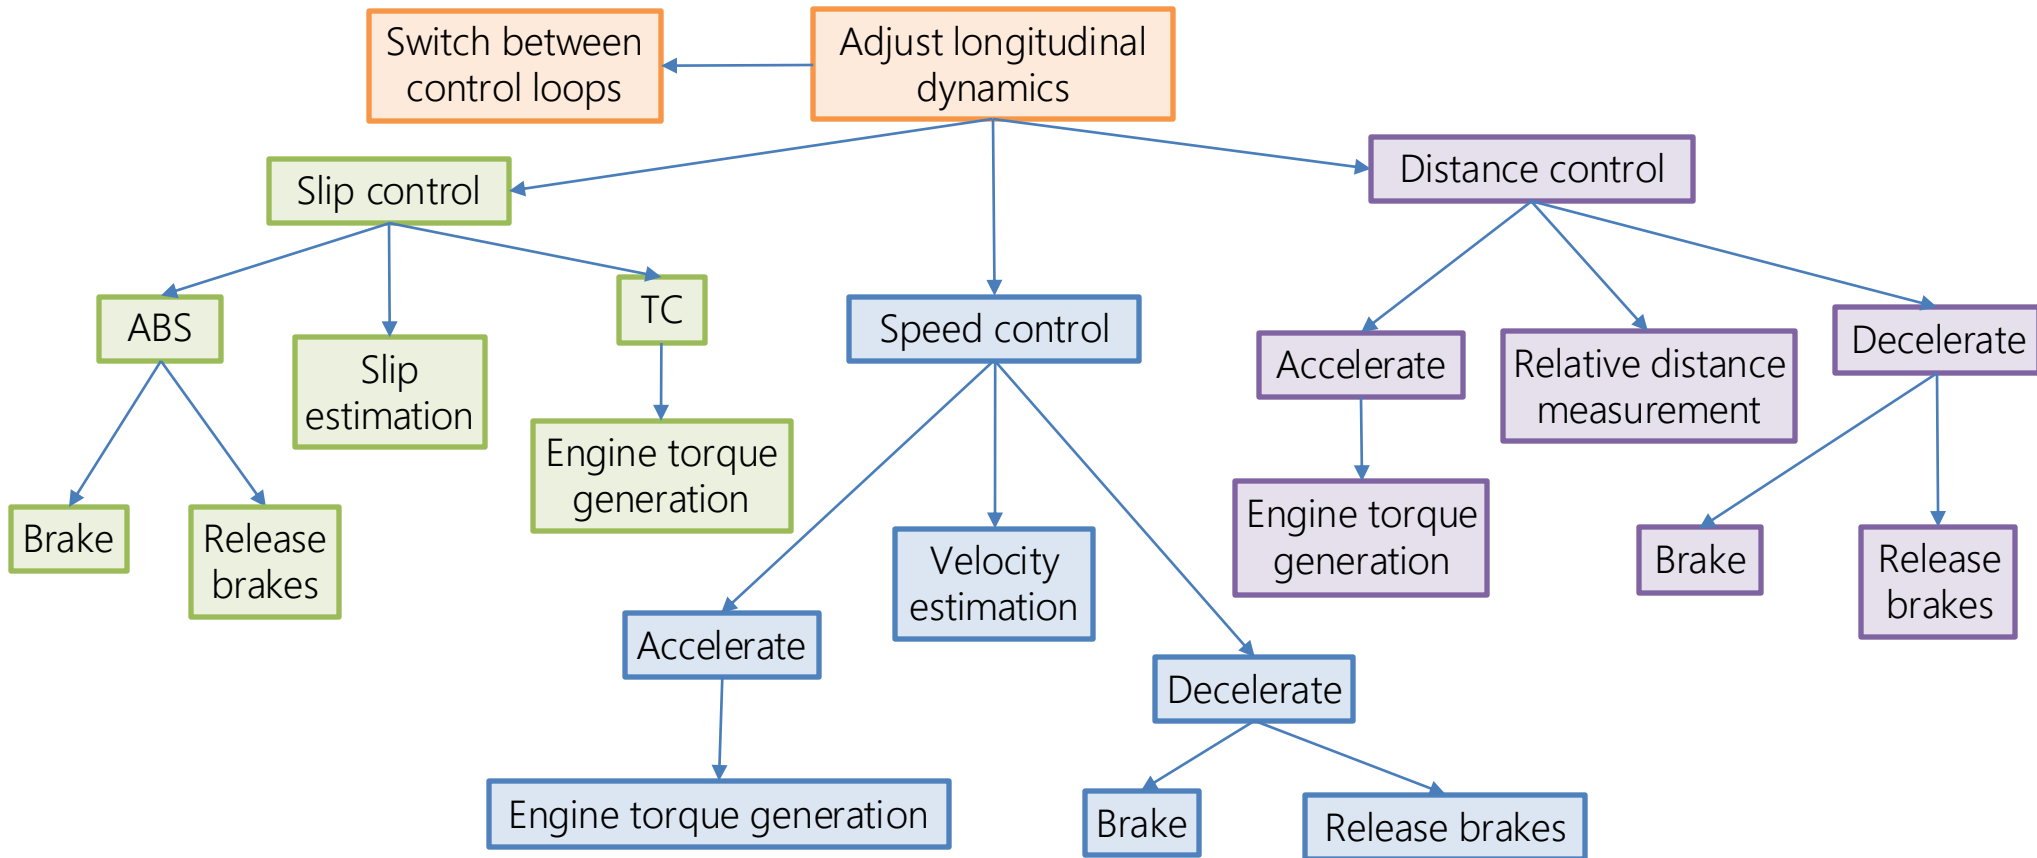 Switch between
control loops
Adjust longitudinal
dynamics
Slip control
Distance control
ABS
Slip
estimation
TC
Engine torque
generation
Brake
Release
brakes
Speed control
Accelerate
Velocity
estimation
Decelerate
Engine torque generation
Brake
Release brakes
Accelerate
Relative distance
measurement
Decelerate
Engine torque
generation
Brake
Release
brakes